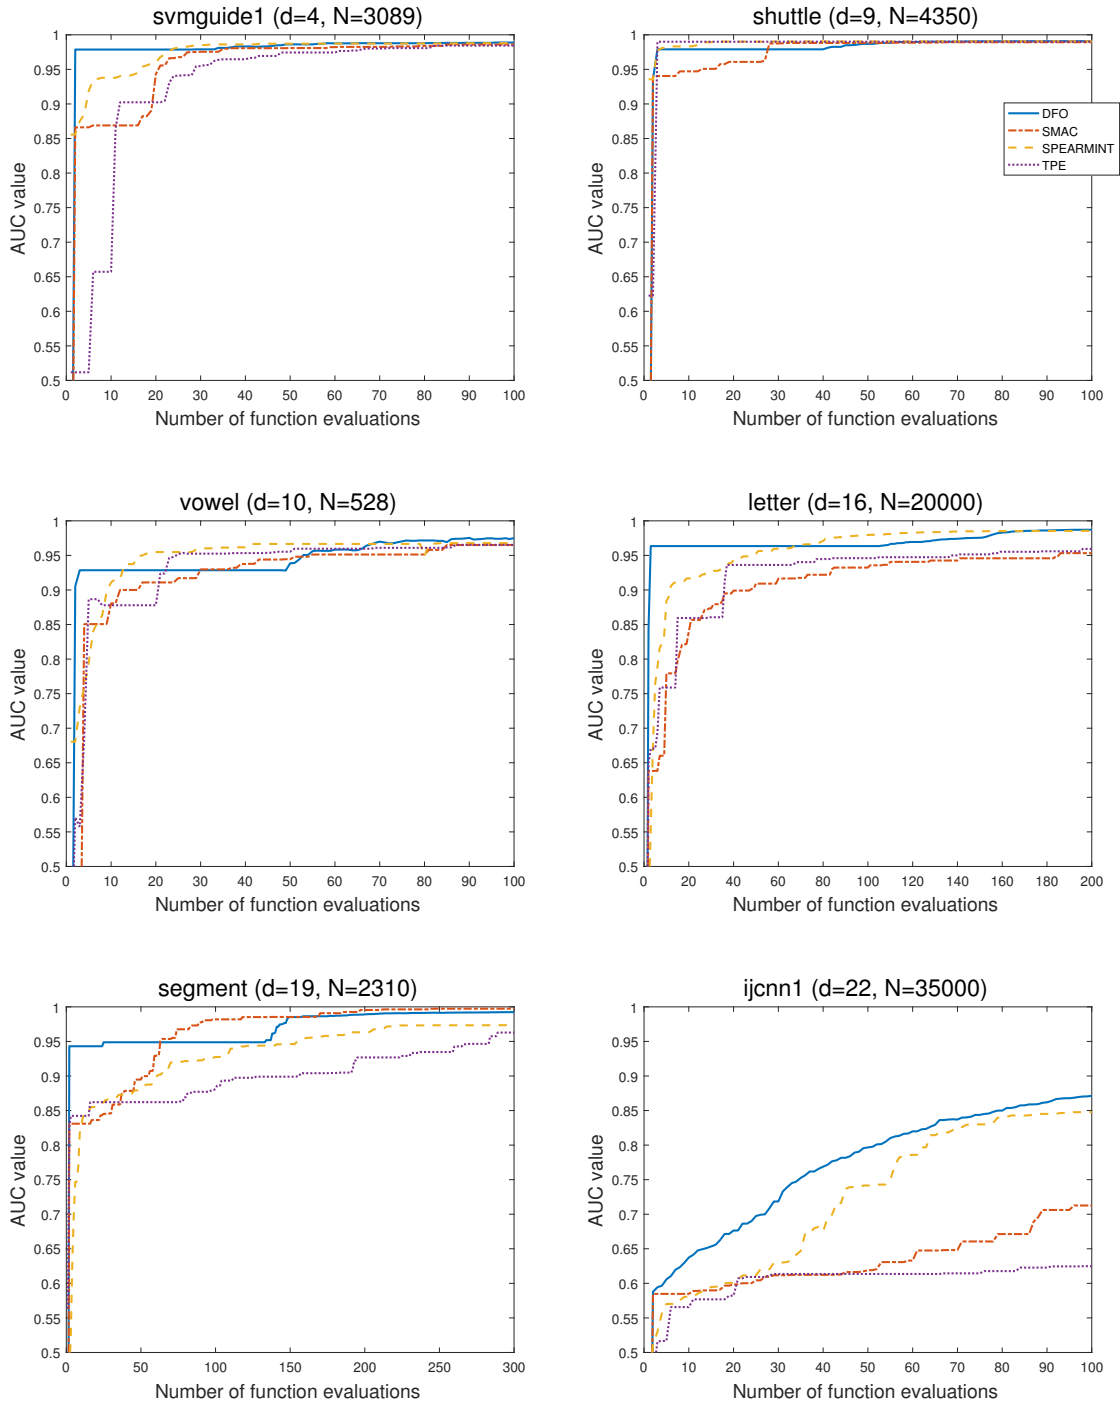 svmguide1 (d=4, N=3089)
1
0.95
0.9
0.85
0.8
0.75
0.7
0.65
0.6
0.55
0.5
AUC value
0 10 20 30 40 50 60 70 80 90 100
Number of function evaluations
shuttle (d=9, N=4350)
1
0.95
0.9
0.85
0.8
0.75
0.7
0.65
0.6
0.55
0.5
AUC value
DFO
SMAC
SPEARMINT
TPE
0 10 20 30 40 50 60 70 80 90 100
Number of function evaluations
vowel (d=10, N=528)
1
0.95
0.9
0.85
0.8
0.75
0.7
0.65
0.6
0.55
0.5
AUC value
0 10 20 30 40 50 60 70 80 90 100
Number of function evaluations
letter (d=16, N=20000)
1
0.95
0.9
0.85
0.8
0.75
0.7
0.65
0.6
0.55
0.5
AUC value
0 20 40 60 80 100 120 140 160 180 200
Number of function evaluations
segment (d=19, N=2310)
1
0.95
0.9
0.85
0.8
0.75
0.7
0.65
0.6
0.55
0.5
AUC value
0 50 100 150 200 250 300
Number of function evaluations
ijcnn1 (d=22, N=35000)
1
0.95
0.9
0.85
0.8
0.75
0.7
0.65
0.6
0.55
0.5
AUC value
0 10 20 30 40 50 60 70 80 90 100
Number of function evaluations